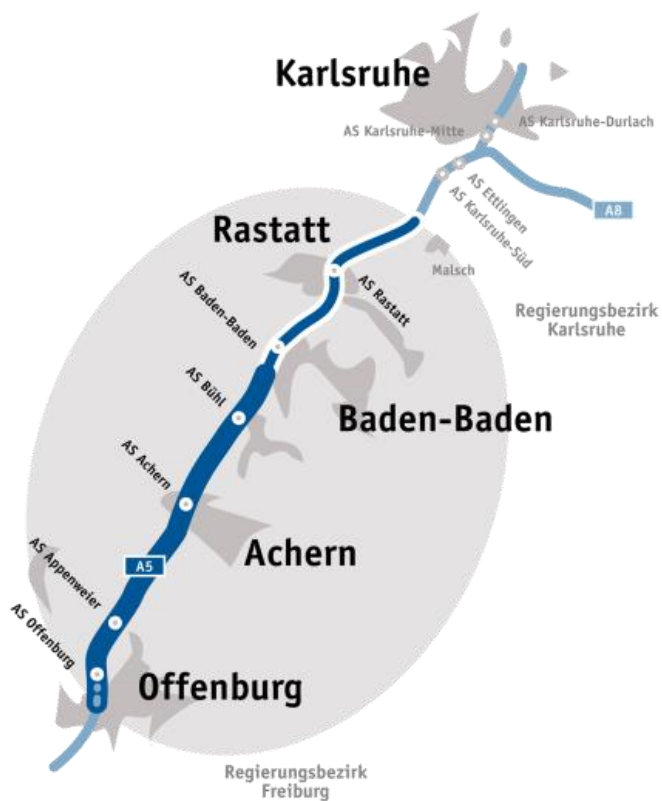 Karlsruhe
AS Karlsruhe-Durlach
AS Karlsruhe-Mitte
AS Ettlingen
AS Karlsruhe-Süd
A8
Rastatt
Malsch
AS Baden-Baden
AS Rastatt
Regierungsbezirk
Karlsruhe
AS Bühl
Baden-Baden
AS Achern
Achern
A5
AS Appenweier
AS Offenburg
Offenburg
Regierungsbezirk
Freiburg